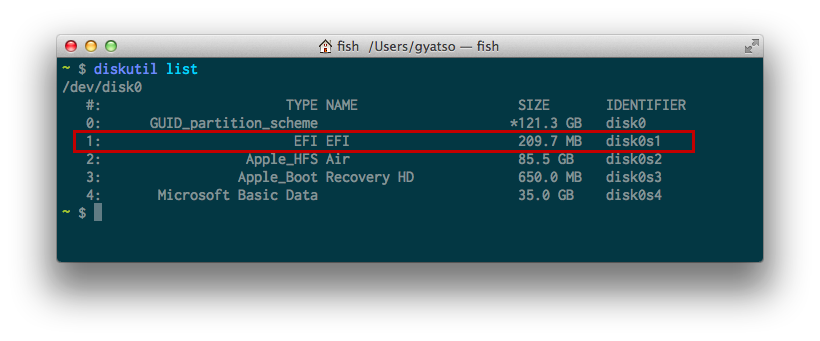 fish /Users/gyatso — fish
~ $ diskutil list
/dev/disk0
#: TYPE NAME SIZE IDENTIFIER
0: GUID_partition_scheme *121.3 GB disk0
1: EFI EFI 209.7 MB disk0s1
2: Apple_HFS Air 85.5 GB disk0s2
3: Apple_Boot Recovery HD 650.0 MB disk0s3
4: Microsoft Basic Data 35.0 GB disk0s4
~ $